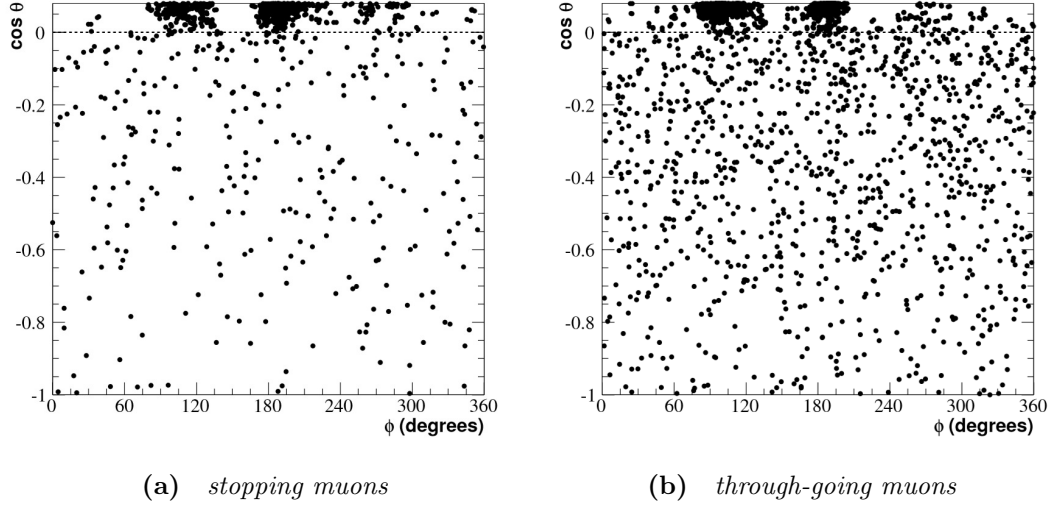 cos θ
0
-0.2
-0.4
-0.6
-0.8
-1
0 60 120 180 240 300 360
ϕ (degrees)
(a) stopping muons
cos θ
0
-0.2
-0.4
-0.6
-0.8
-1
0 60 120 180 240 300 360
ϕ (degrees)
(b) through-going muons